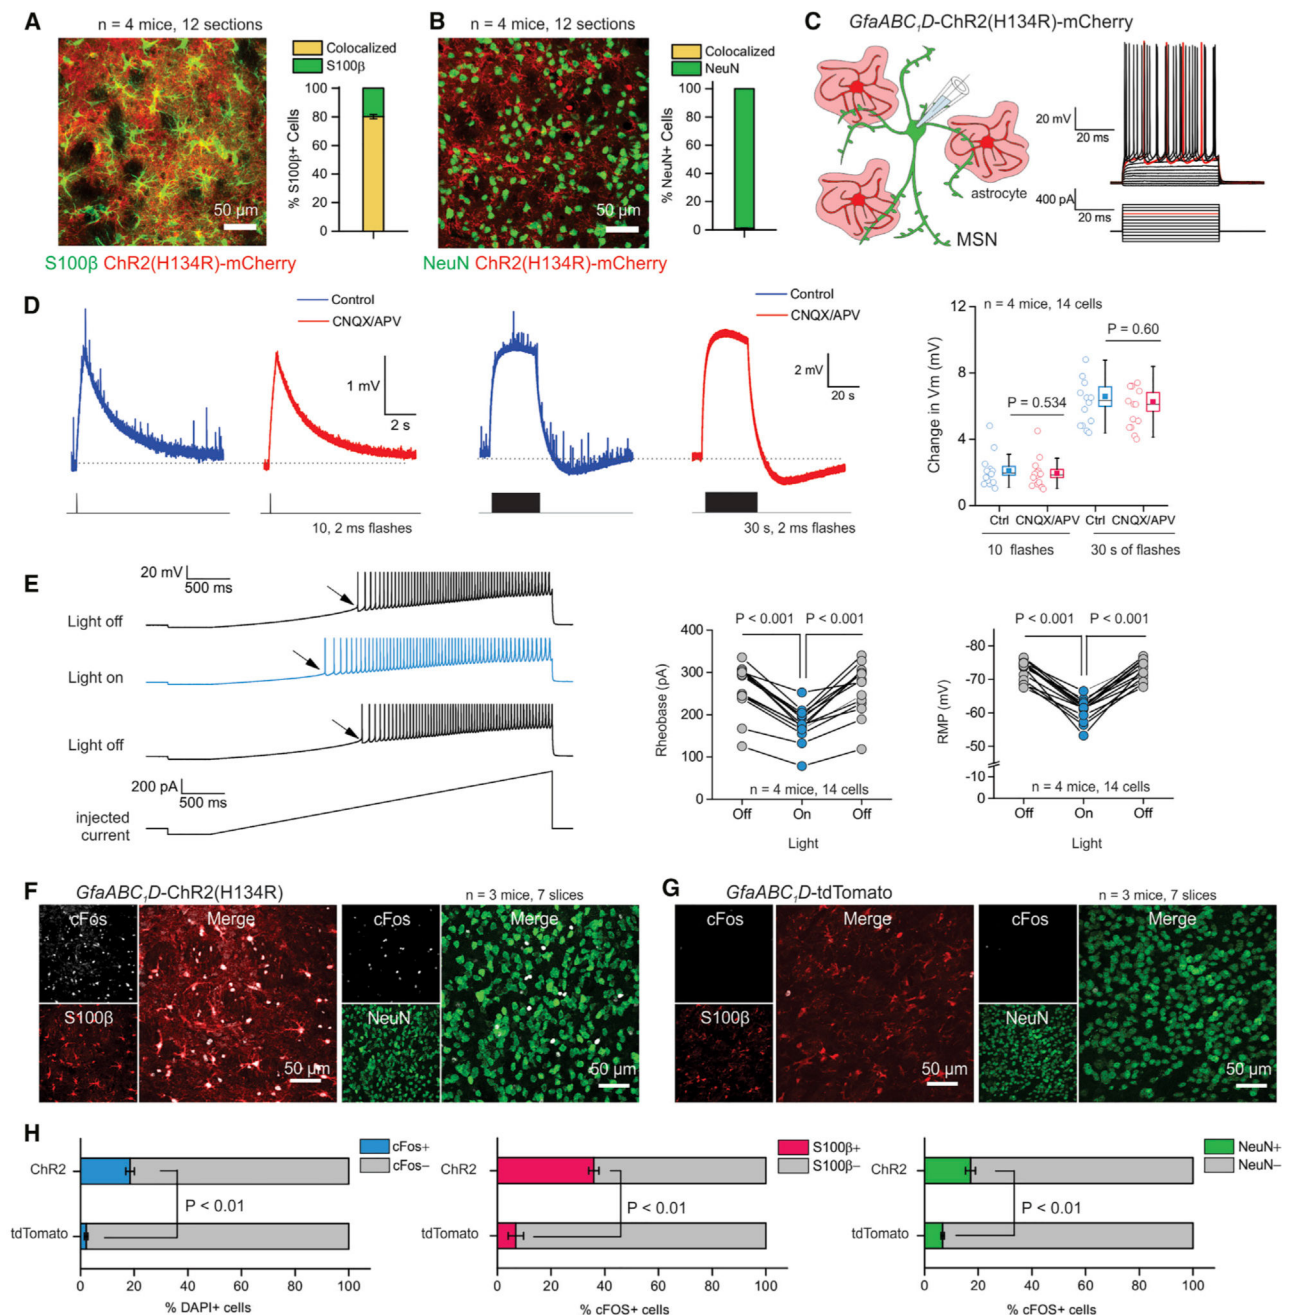 A
n = 4 mice, 12 sections
Colocalized
S100β
100
80
60
40
20
0
% S100β+ Cells
50 μm
S100β ChR2(H134R)-mCherry
B
n = 4 mice, 12 sections
Colocalized
NeuN
100
80
60
40
20
0
% NeuN+ Cells
50 μm
NeuN ChR2(H134R)-mCherry
C
GfaABC₁D-ChR2(H134R)-mCherry
astrocyte
MSN
20 mV
20 ms
400 pA
20 ms
D
Control
CNQX/APV
1 mV
2 s
10, 2 ms flashes
Control
CNQX/APV
2 mV
20 s
30 s, 2 ms flashes
n = 4 mice, 14 cells
12
8
4
0
Change in Vm (mV)
P = 0.534
P = 0.60
Ctrl CNQX/APV Ctrl CNQX/APV
10 flashes 30 s of flashes
E
20 mV
500 ms
Light off
Light on
Light off
200 pA
500 ms
injected
current
P < 0.001 P < 0.001
400
300
200
100
0
Rheobase (pA)
n = 4 mice, 14 cells
Off On Off
Light
P < 0.001 P < 0.001
-80
-70
-60
-50
-10
0
RMP (mV)
n = 4 mice, 14 cells
Off On Off
Light
F
GfaABC₁D-ChR2(H134R)
n = 3 mice, 7 slices
cFos
Merge
S100β
50 μm
cFos
Merge
NeuN
50 μm
G
GfaABC₁D-tdTomato
n = 3 mice, 7 slices
cFos
Merge
S100β
50 μm
cFos
Merge
NeuN
50 μm
H
cFos+
cFos−
ChR2
P < 0.01
tdTomato
0 20 40 60 80 100
% DAPI+ cells
S100β+
S100β−
ChR2
P < 0.01
tdTomato
0 20 40 60 80 100
% cFOS+ cells
NeuN+
NeuN−
ChR2
P < 0.01
tdTomato
0 20 40 60 80 100
% cFOS+ cells